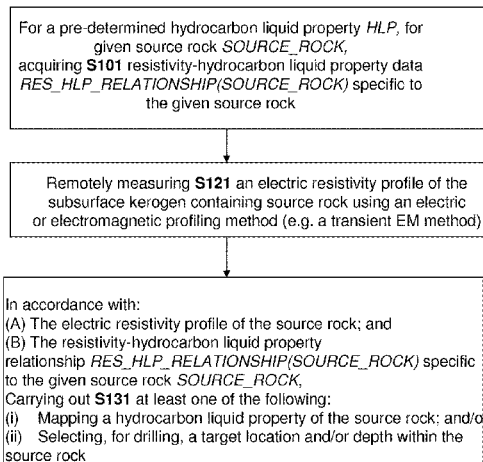 For a pre-determined hydrocarbon liquid property HLP, for
given source rock SOURCE_ROCK,
acquiring S101 resistivity-hydrocarbon liquid property data
RES_HLP_RELATIONSHIP(SOURCE_ROCK) specific to
the given source rock
Remotely measuring S121 an electric resistivity profile of the
subsurface kerogen containing source rock using an electric
or electromagnetic profiling method (e.g. a transient EM method)
In accordance with:
(A) The electric resistivity profile of the source rock; and
(B) The resistivity-hydrocarbon liquid property
relationship RES_HLP_RELATIONSHIP(SOURCE_ROCK) specific
to the given source rock SOURCE_ROCK,
Carrying out S131 at least one of the following:
(i) Mapping a hydrocarbon liquid property of the source rock; and/o
(ii) Selecting, for drilling, a target location and/or depth within the
source rock